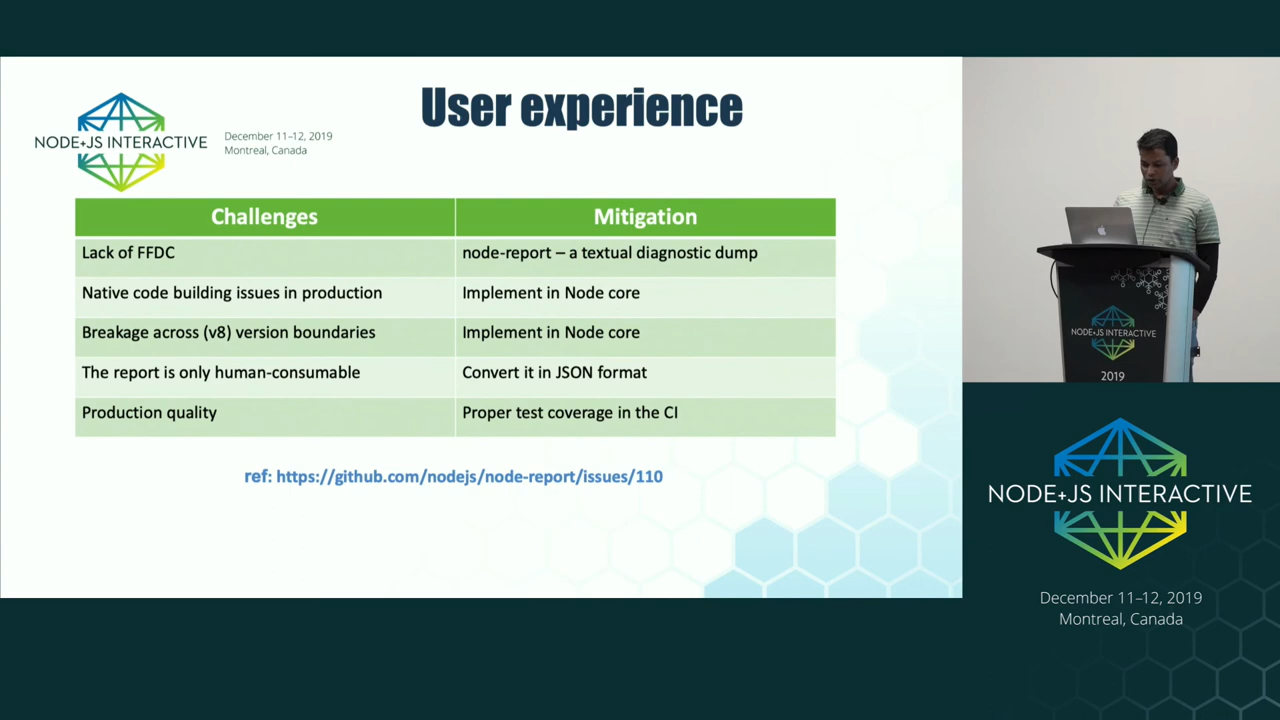 User experience
NODE+JS INTERACTIVE
December 11–12, 2019
Montreal, Canada
Challenges Mitigation
Lack of FFDC node-report – a textual diagnostic dump
Native code building issues in production Implement in Node core
Breakage across (v8) version boundaries Implement in Node core
The report is only human-consumable Convert it in JSON format
Production quality Proper test coverage in the CI
ref: https://github.com/nodejs/node-report/issues/110
NODE+JS INTERACTIVE
2019
NODE+JS INTERACTIVE
December 11–12, 2019
Montreal, Canada